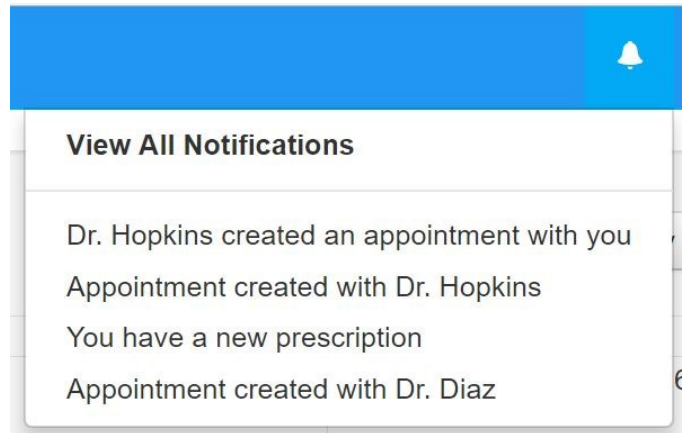 View All Notifications
Dr. Hopkins created an appointment with you
Appointment created with Dr. Hopkins
You have a new prescription
Appointment created with Dr. Diaz